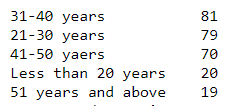 31-40 years 81
21-30 years 79
41-50 yaers 70
Less than 20 years 20
51 years and above 19